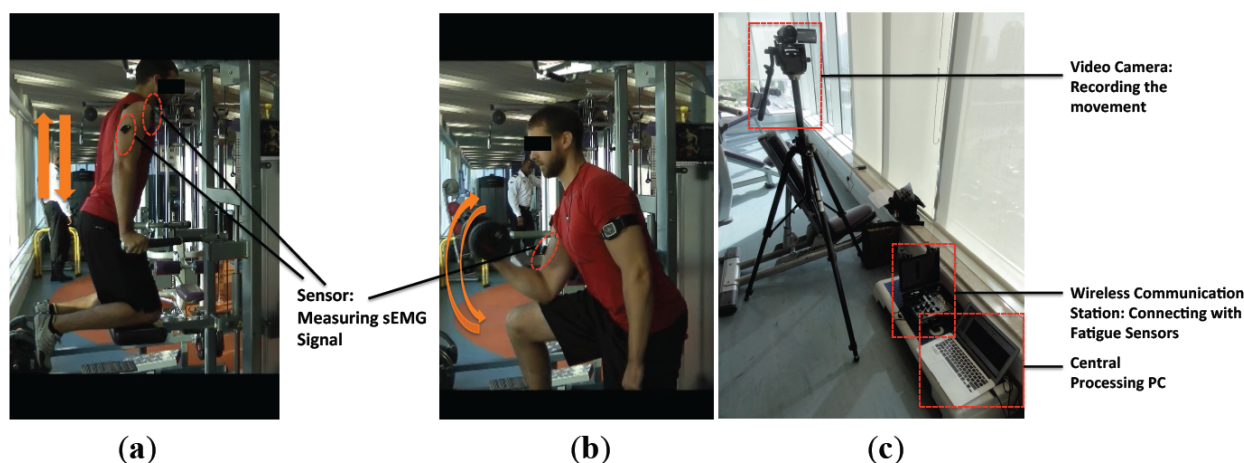 Video Camera:
Recording the
movement
Sensor:
Measuring sEMG
Signal
Wireless Communication
Station: Connecting with
Fatigue Sensors
Central
Processing PC
(a)
(b)
(c)